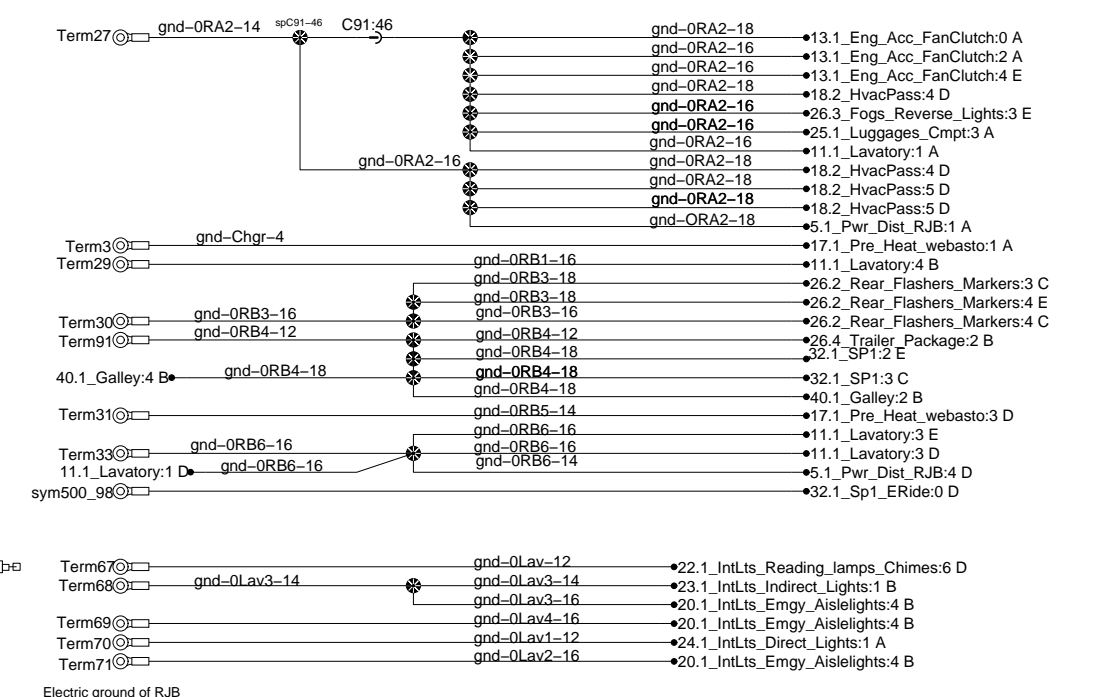 Term27 gnd-0RA2-14 spC91-46 C91:46 gnd-0RA2-18 13.1_Eng_Acc_FanClutch:0 A
gnd-0RA2-16 13.1_Eng_Acc_FanClutch:2 A
gnd-0RA2-16 13.1_Eng_Acc_FanClutch:4 E
gnd-0RA2-18 18.2_HvacPass:4 D
gnd-0RA2-16 26.3_Fogs_Reverse_Lights:3 E
gnd-0RA2-16 25.1_Luggages_Cmpt:3 A
gnd-0RA2-16 11.1_Lavatory:1 A
gnd-0RA2-16 gnd-0RA2-18 18.2_HvacPass:4 D
gnd-0RA2-18 18.2_HvacPass:5 D
gnd-0RA2-18 18.2_HvacPass:5 D
gnd-ORA2-18 5.1_Pwr_Dist_RJB:1 A
Term3 gnd-Chgr-4 17.1_Pre_Heat_webasto:1 A
Term29 gnd-0RB1-16 11.1_Lavatory:4 B
gnd-0RB3-18 26.2_Rear_Flashers_Markers:3 C
gnd-0RB3-18 26.2_Rear_Flashers_Markers:4 E
Term30 gnd-0RB3-16 gnd-0RB3-16 26.2_Rear_Flashers_Markers:4 C
Term91 gnd-0RB4-12 gnd-0RB4-12 26.4_Trailer_Package:2 B
gnd-0RB4-18 32.1_SP1:2 E
40.1_Galley:4 B gnd-0RB4-18 gnd-0RB4-18 32.1_SP1:3 C
gnd-0RB4-18 40.1_Galley:2 B
Term31 gnd-0RB5-14 17.1_Pre_Heat_webasto:3 D
gnd-0RB6-16 11.1_Lavatory:3 E
Term33 gnd-0RB6-16 gnd-0RB6-16 11.1_Lavatory:3 D
11.1_Lavatory:1 D gnd-0RB6-16 gnd-0RB6-14 5.1_Pwr_Dist_RJB:4 D
sym500_98 32.1_Sp1_ERide:0 D
Term67 gnd-0Lav-12 22.1_IntLts_Reading_lamps_Chimes:6 D
Term68 gnd-0Lav3-14 gnd-0Lav3-14 23.1_IntLts_Indirect_Lights:1 B
gnd-0Lav3-16 20.1_IntLts_Emgy_Aislelights:4 B
Term69 gnd-0Lav4-16 20.1_IntLts_Emgy_Aislelights:4 B
Term70 gnd-0Lav1-12 24.1_IntLts_Direct_Lights:1 A
Term71 gnd-0Lav2-16 20.1_IntLts_Emgy_Aislelights:4 B
Electric ground of RJB